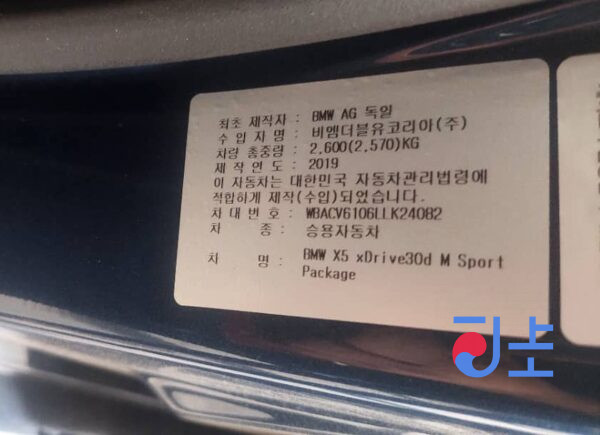 최초 제작자 : BMW AG 독일
수 입 자 명 : 비엠더블유코리아(주)
차량 총중량 : 2,600(2,570)KG
제 작 연 도 : 2019
이 자동차는 대한민국 자동차관리법령에
적합하게 제작(수입)되었습니다.
차 대 번 호 : WBACV6106LLK24082
차 종 : 승용자동차
차 명 : BMW X5 xDrive30d M Sport
Package